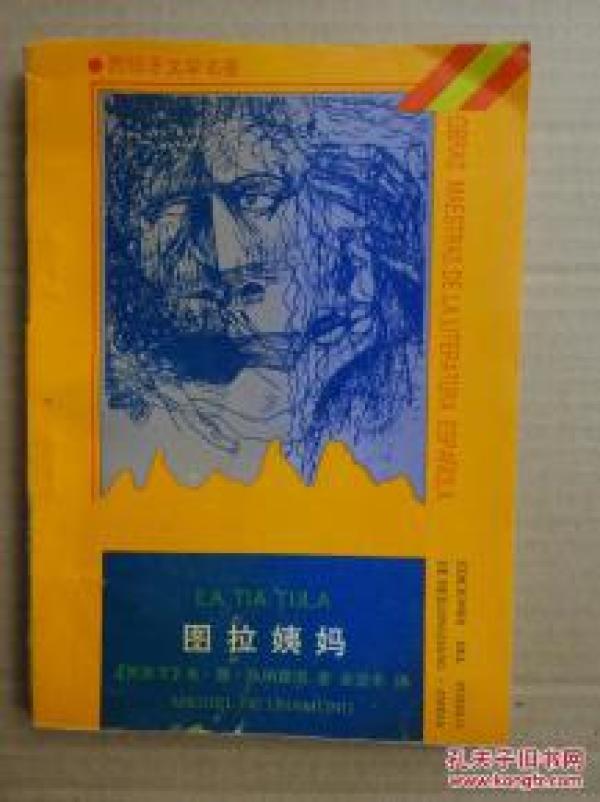 西班牙文学名著
OBRAS MAESTRAS DE LA LITERATURA ESPAÑOLA
LA TIA TULA
图拉姨妈
MIGUEL DE UNAMUNO
孔夫子旧书网
www.kongfz.com